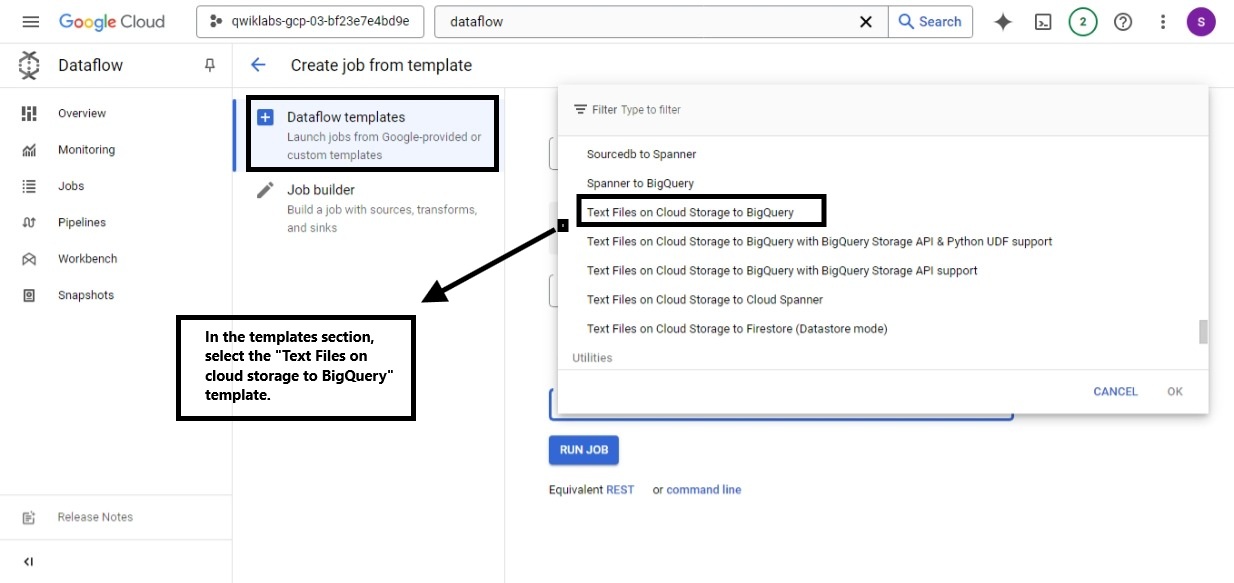 Google Cloud
qwiklabs-gcp-03-bf23e7e4bd9e
dataflow
Search
2
S
Dataflow
Create job from template
Overview
Monitoring
Jobs
Pipelines
Workbench
Snapshots
Release Notes
Dataflow templates
Launch jobs from Google-provided or
custom templates
Job builder
Build a job with sources, transforms,
and sinks
In the templates section,
select the "Text Files on
cloud storage to BigQuery"
template.
Filter Type to filter
Sourcedb to Spanner
Spanner to BigQuery
Text Files on Cloud Storage to BigQuery
Text Files on Cloud Storage to BigQuery with BigQuery Storage API & Python UDF support
Text Files on Cloud Storage to BigQuery with BigQuery Storage API support
Text Files on Cloud Storage to Cloud Spanner
Text Files on Cloud Storage to Firestore (Datastore mode)
Utilities
CANCEL OK
RUN JOB
Equivalent REST or command line